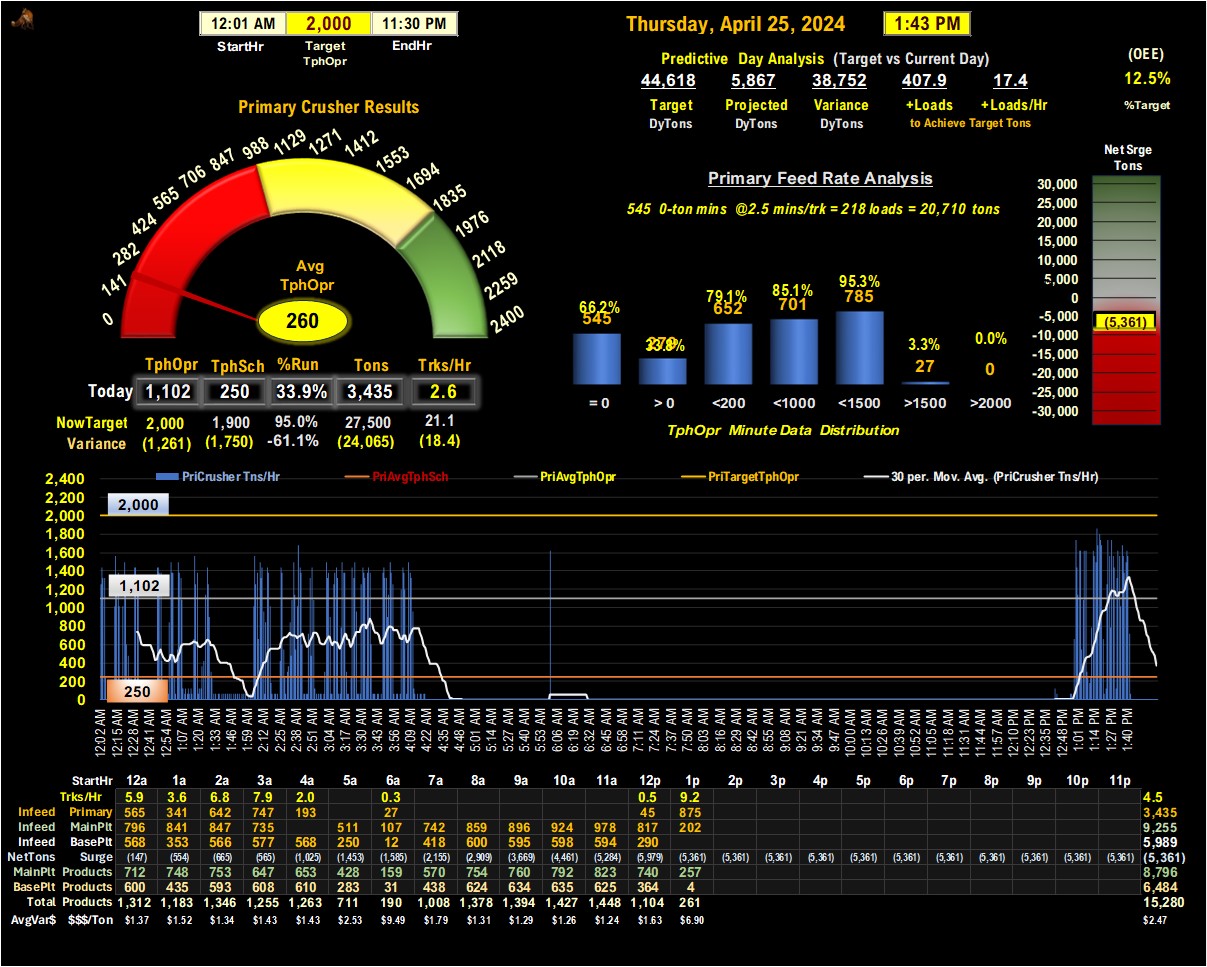 12:01 AM 2,000 11:30 PM
StartHr Target EndHr
TphOpr
Thursday, April 25, 2024 1:43 PM
Predictive Day Analysis (Target vs Current Day)
44,618 5,867 38,752 407.9 17.4
Target Projected Variance +Loads +Loads/Hr
DyTons DyTons DyTons to Achieve Target Tons
(OEE)
12.5%
%Target
Primary Crusher Results
0 141 282 424 565 706 847 988 1129 1271 1412 1553 1694 1835 1976 2118 2259 2400
Avg
TphOpr
260
TphOpr TphSch %Run Tons Trks/Hr
Today 1,102 250 33.9% 3,435 2.6
NowTarget 2,000 1,900 95.0% 27,500 21.1
Variance (1,261) (1,750) -61.1% (24,065) (18.4)
Primary Feed Rate Analysis
545 0-ton mins @2.5 mins/trk = 218 loads = 20,710 tons
66.2% 33.8% 79.1% 85.1% 95.3% 3.3% 0.0%
545 652 701 785 27 0
= 0 > 0 <200 <1000 <1500 >1500 >2000
TphOpr Minute Data Distribution
Net Srge
Tons
30,000
25,000
20,000
15,000
10,000
5,000
0
-5,000
(5,361)
-10,000
-15,000
-20,000
-25,000
-30,000
PriCrusher Tns/Hr PriAvgTphSch PriAvgTphOpr PriTargetTphOpr 30 per. Mov. Avg. (PriCrusher Tns/Hr)
2,400
2,200
2,000
1,800
1,600
1,400
1,200
1,000
800
600
400
200
0
2,000
1,102
250
12:02 AM 12:15 AM 12:28 AM 12:41 AM 12:54 AM 1:07 AM 1:20 AM 1:33 AM 1:46 AM 1:59 AM 2:12 AM 2:25 AM 2:38 AM 2:51 AM 3:04 AM 3:17 AM 3:30 AM 3:43 AM 3:56 AM 4:09 AM 4:22 AM 4:35 AM 4:48 AM 5:01 AM 5:14 AM 5:27 AM 5:40 AM 5:53 AM 6:06 AM 6:19 AM 6:32 AM 6:45 AM 6:58 AM 7:11 AM 7:24 AM 7:37 AM 7:50 AM 8:03 AM 8:16 AM 8:29 AM 8:42 AM 8:55 AM 9:08 AM 9:21 AM 9:34 AM 9:47 AM 10:00 AM 10:13 AM 10:26 AM 10:39 AM 10:52 AM 11:05 AM 11:18 AM 11:31 AM 11:44 AM 11:57 AM 12:10 PM 12:23 PM 12:35 PM 12:48 PM 1:01 PM 1:14 PM 1:27 PM 1:40 PM
StartHr 12a 1a 2a 3a 4a 5a 6a 7a 8a 9a 10a 11a 12p 1p 2p 3p 4p 5p 6p 7p 8p 9p 10p 11p
Trks/Hr 5.9 3.6 6.8 7.9 2.0 0.3 0.5 9.2 4.5
Infeed Primary 565 341 642 747 193 27 45 875 3,435
Infeed MainPlt 796 841 847 735 511 107 742 859 896 924 978 817 202 9,255
Infeed BasePlt 568 353 566 577 568 250 12 418 600 595 598 594 290 5,989
NetTons Surge (147) (554) (665) (565) (1,025) (1,453) (1,585) (2,155) (2,909) (3,669) (4,461) (5,284) (5,979) (5,361) (5,361) (5,361) (5,361) (5,361) (5,361) (5,361) (5,361) (5,361) (5,361) (5,361) (5,361)
MainPlt Products 712 748 753 647 653 428 159 570 754 760 792 823 740 257 8,796
BasePlt Products 600 435 593 608 610 283 31 438 624 634 635 625 364 4 6,484
Total Products 1,312 1,183 1,346 1,255 1,263 711 190 1,008 1,378 1,394 1,427 1,448 1,104 261 15,280
AvgVar$ $$$/Ton $1.37 $1.52 $1.34 $1.43 $1.43 $2.53 $9.49 $1.79 $1.31 $1.29 $1.26 $1.24 $1.63 $6.90 $2.47